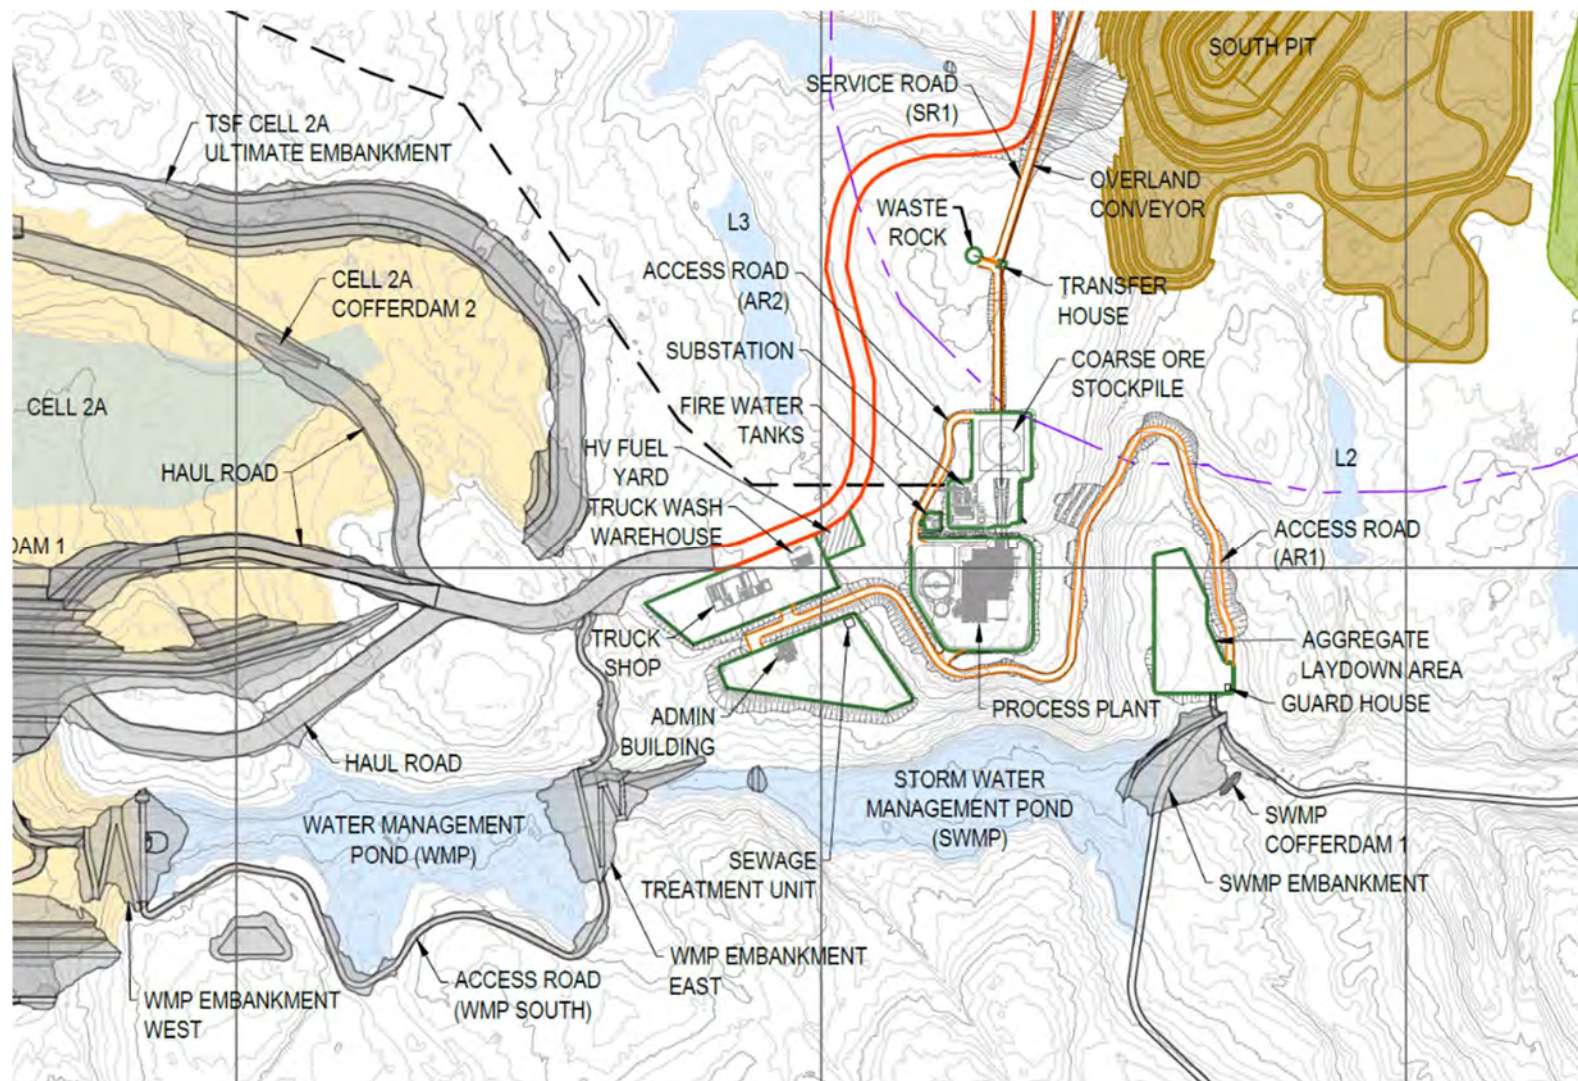 SOUTH PIT
SERVICE ROAD
(SR1)
TSF CELL 2A
ULTIMATE EMBANKMENT
OVERLAND
CONVEYOR
WASTE
ROCK
L3
ACCESS ROAD
(AR2)
CELL 2A
COFFERDAM 2
TRANSFER
HOUSE
SUBSTATION
COARSE ORE
STOCKPILE
CELL 2A
FIRE WATER
TANKS
HV FUEL
YARD
L2
HAUL ROAD
TRUCK WASH
WAREHOUSE
ACCESS ROAD
(AR1)
DAM 1
TRUCK
SHOP
AGGREGATE
LAYDOWN AREA
GUARD HOUSE
PROCESS PLANT
ADMIN
BUILDING
HAUL ROAD
STORM WATER
MANAGEMENT POND
(SWMP)
WATER MANAGEMENT
POND (WMP)
SWMP
COFFERDAM 1
SEWAGE
TREATMENT UNIT
SWMP EMBANKMENT
WMP EMBANKMENT
EAST
ACCESS ROAD
(WMP SOUTH)
WMP EMBANKMENT
WEST